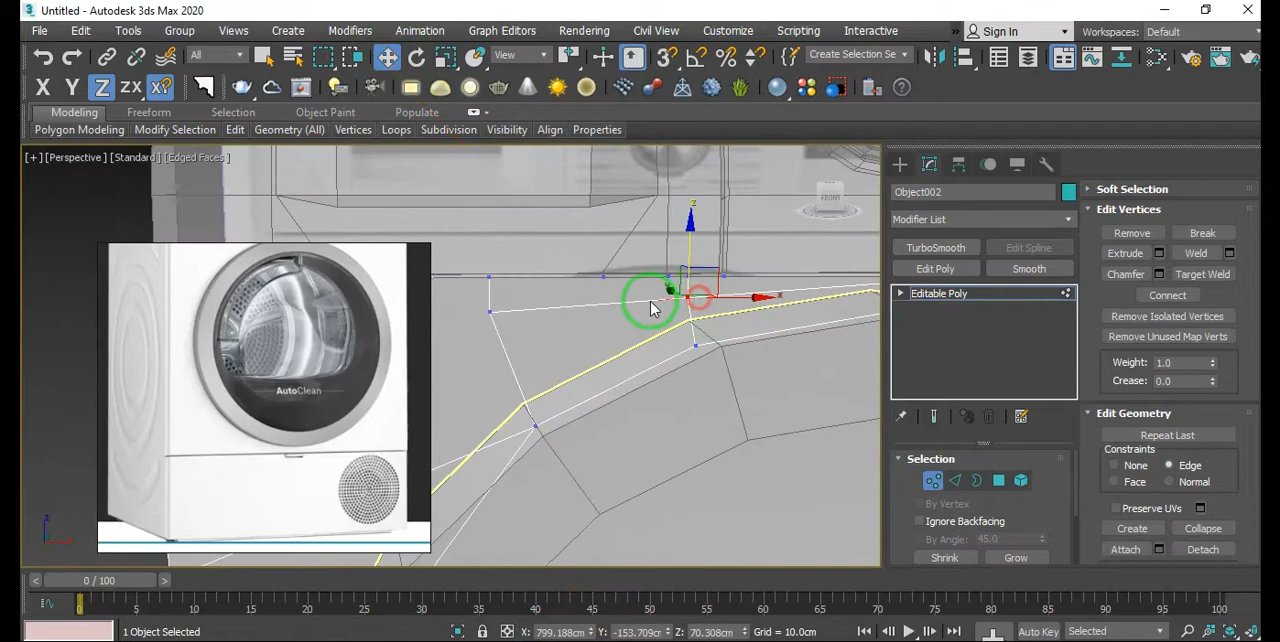 Untitled - Autodesk 3ds Max 2020
File Edit Tools Group Views Create Modifiers Animation Graph Editors Rendering Civil View Customize Scripting Interactive Sign In Workspaces: Default
All View Create Selection Se
X Y Z ZX X?
Modeling Freeform Selection Object Paint Populate
Polygon Modeling Modify Selection Edit Geometry (All) Vertices Loops Subdivision Visibility Align Properties
[+] [Perspective] [Standard] [Edged Faces]
FRONT
z
x
AutoClean
Object002
Modifier List
TurboSmooth Edit Spline
Edit Poly Smooth
Editable Poly
Selection
By Vertex
Ignore Backfacing
By Angle: 45.0
Shrink Grow
Soft Selection
Edit Vertices
Remove Break
Extrude Weld
Chamfer Target Weld
Connect
Remove Isolated Vertices
Remove Unused Map Verts
Weight: 1.0
Crease: 0.0
Edit Geometry
Repeat Last
Constraints
None Edge
Face Normal
Preserve UVs
Create Collapse
Attach Detach
0 / 100
0 5 10 15 20 25 30 35 40 45 50 55 60 65 70 75 80 85 90 95 100
1 Object Selected X: 799.188cm Y: -153.709cm Z: 70.308cm Grid = 10.0cm Auto Key Selected